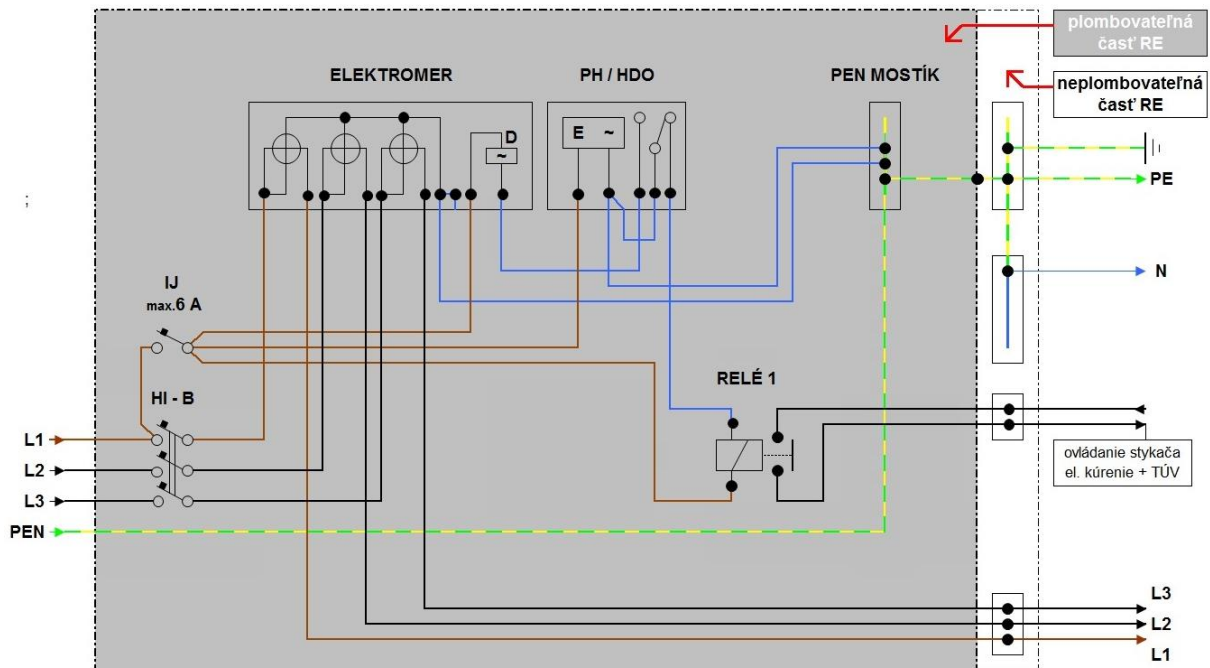 plombovateľná
časť RE
ELEKTROMER
PH / HDO
PEN MOSTÍK
neplombovateľná
časť RE
E ~
D
~
PE
;
N
IJ
max.6 A
RELÉ 1
HI - B
L1
L2
L3
PEN
ovládanie stykača
el. kúrenie + TÚV
L3
L2
L1